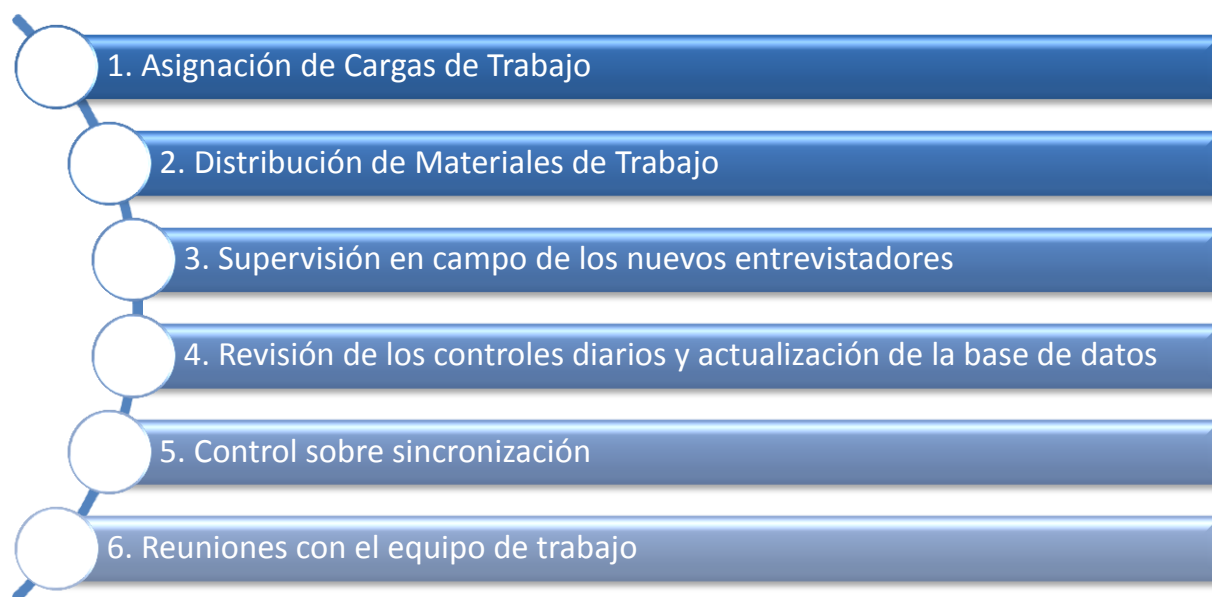 1. Asignación de Cargas de Trabajo
2. Distribución de Materiales de Trabajo
3. Supervisión en campo de los nuevos entrevistadores
4. Revisión de los controles diarios y actualización de la base de datos
5. Control sobre sincronización
6. Reuniones con el equipo de trabajo